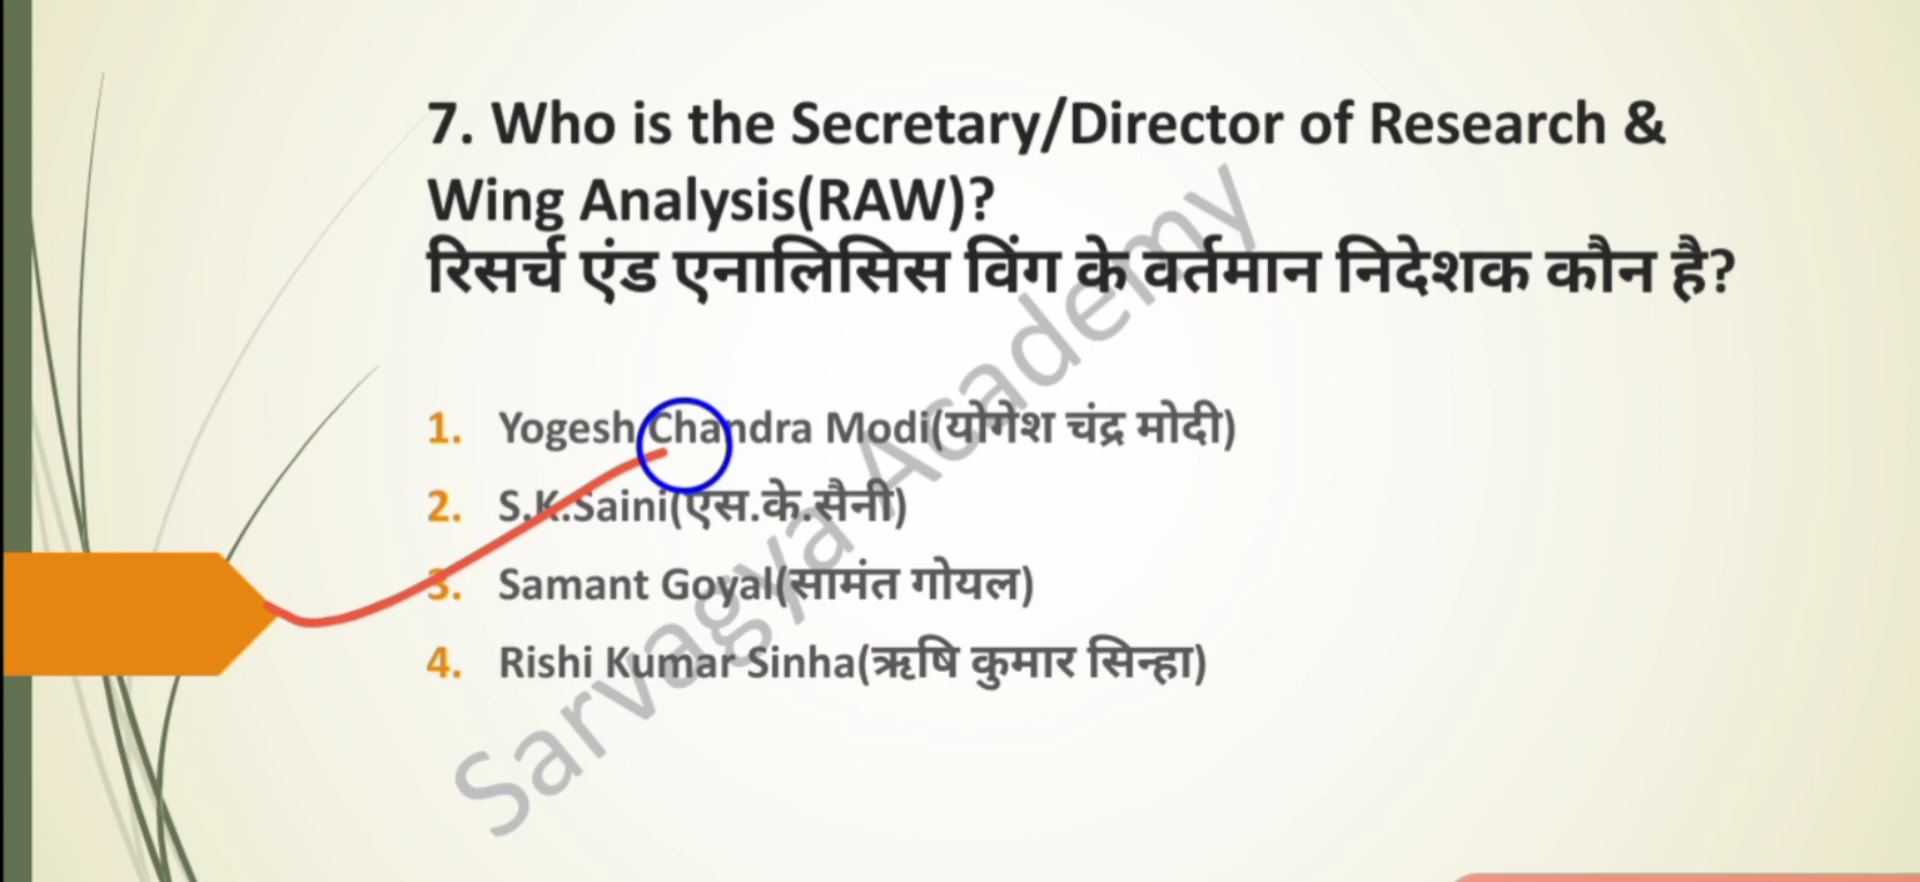 7. Who is the Secretary/Director of Research &
Wing Analysis(RAW)?
रिसर्च एंड एनालिसिस विंग के वर्तमान निदेशक कौन है?
1. Yogesh Chandra Modi(योगेश चंद्र मोदी)
2. S.K.Saini(एस.के.सैनी)
3. Samant Goyal(सामंत गोयल)
4. Rishi Kumar Sinha(ऋषि कुमार सिन्हा)
Sarvagya Academy